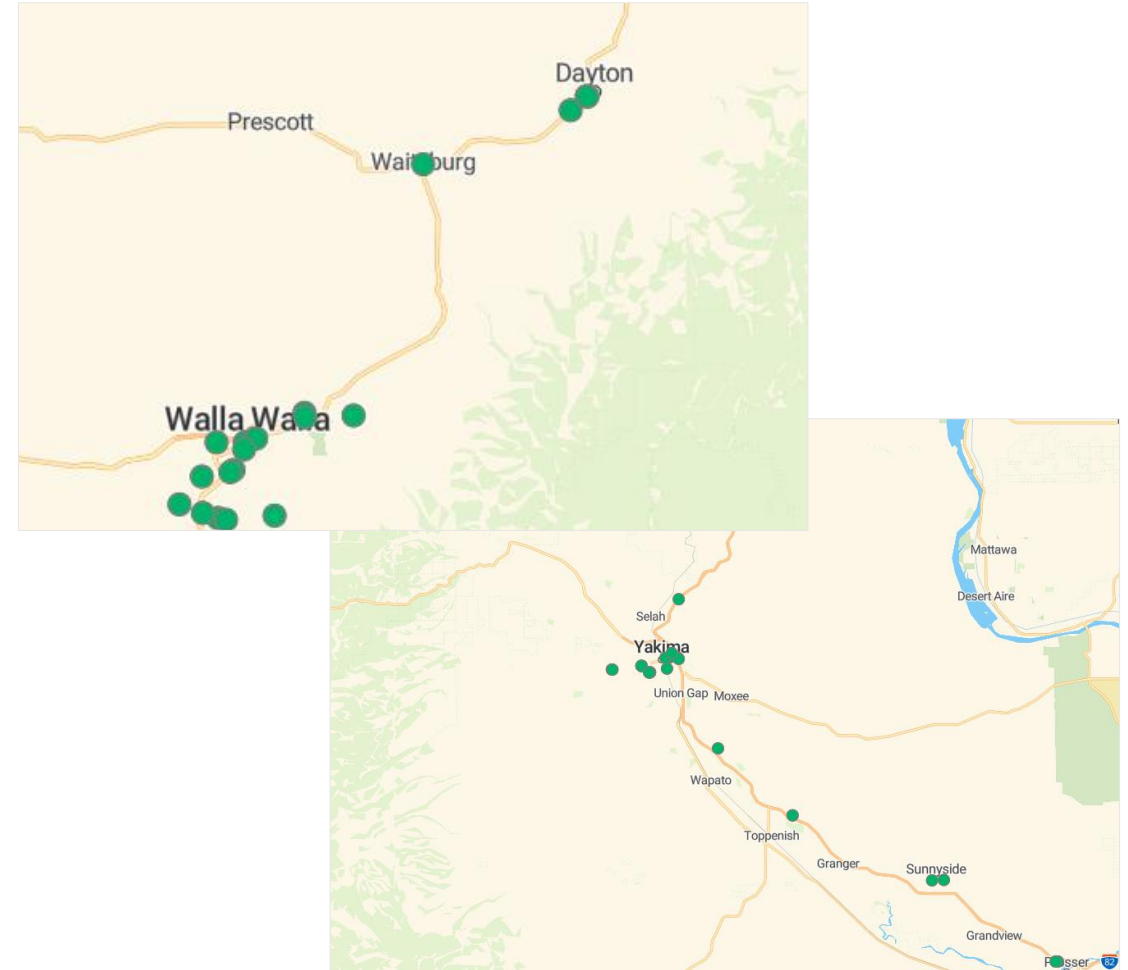 Dayton
Prescott
Waitsburg
Walla Walla
Mattawa
Desert Aire
Selah
Yakima
Union Gap
Moxee
Wapato
Toppenish
Granger
Sunnyside
Grandview
Prosser
82